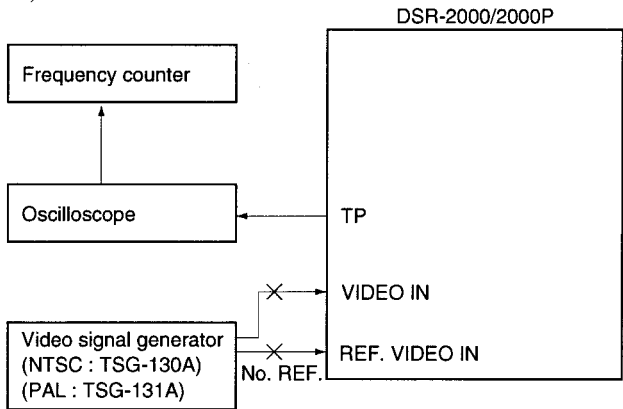 DSR-2000/2000P
Frequency counter
Oscilloscope
TP
VIDEO IN
Video signal generator
(NTSC : TSG-130A)
(PAL : TSG-131A)
No. REF.
REF. VIDEO IN